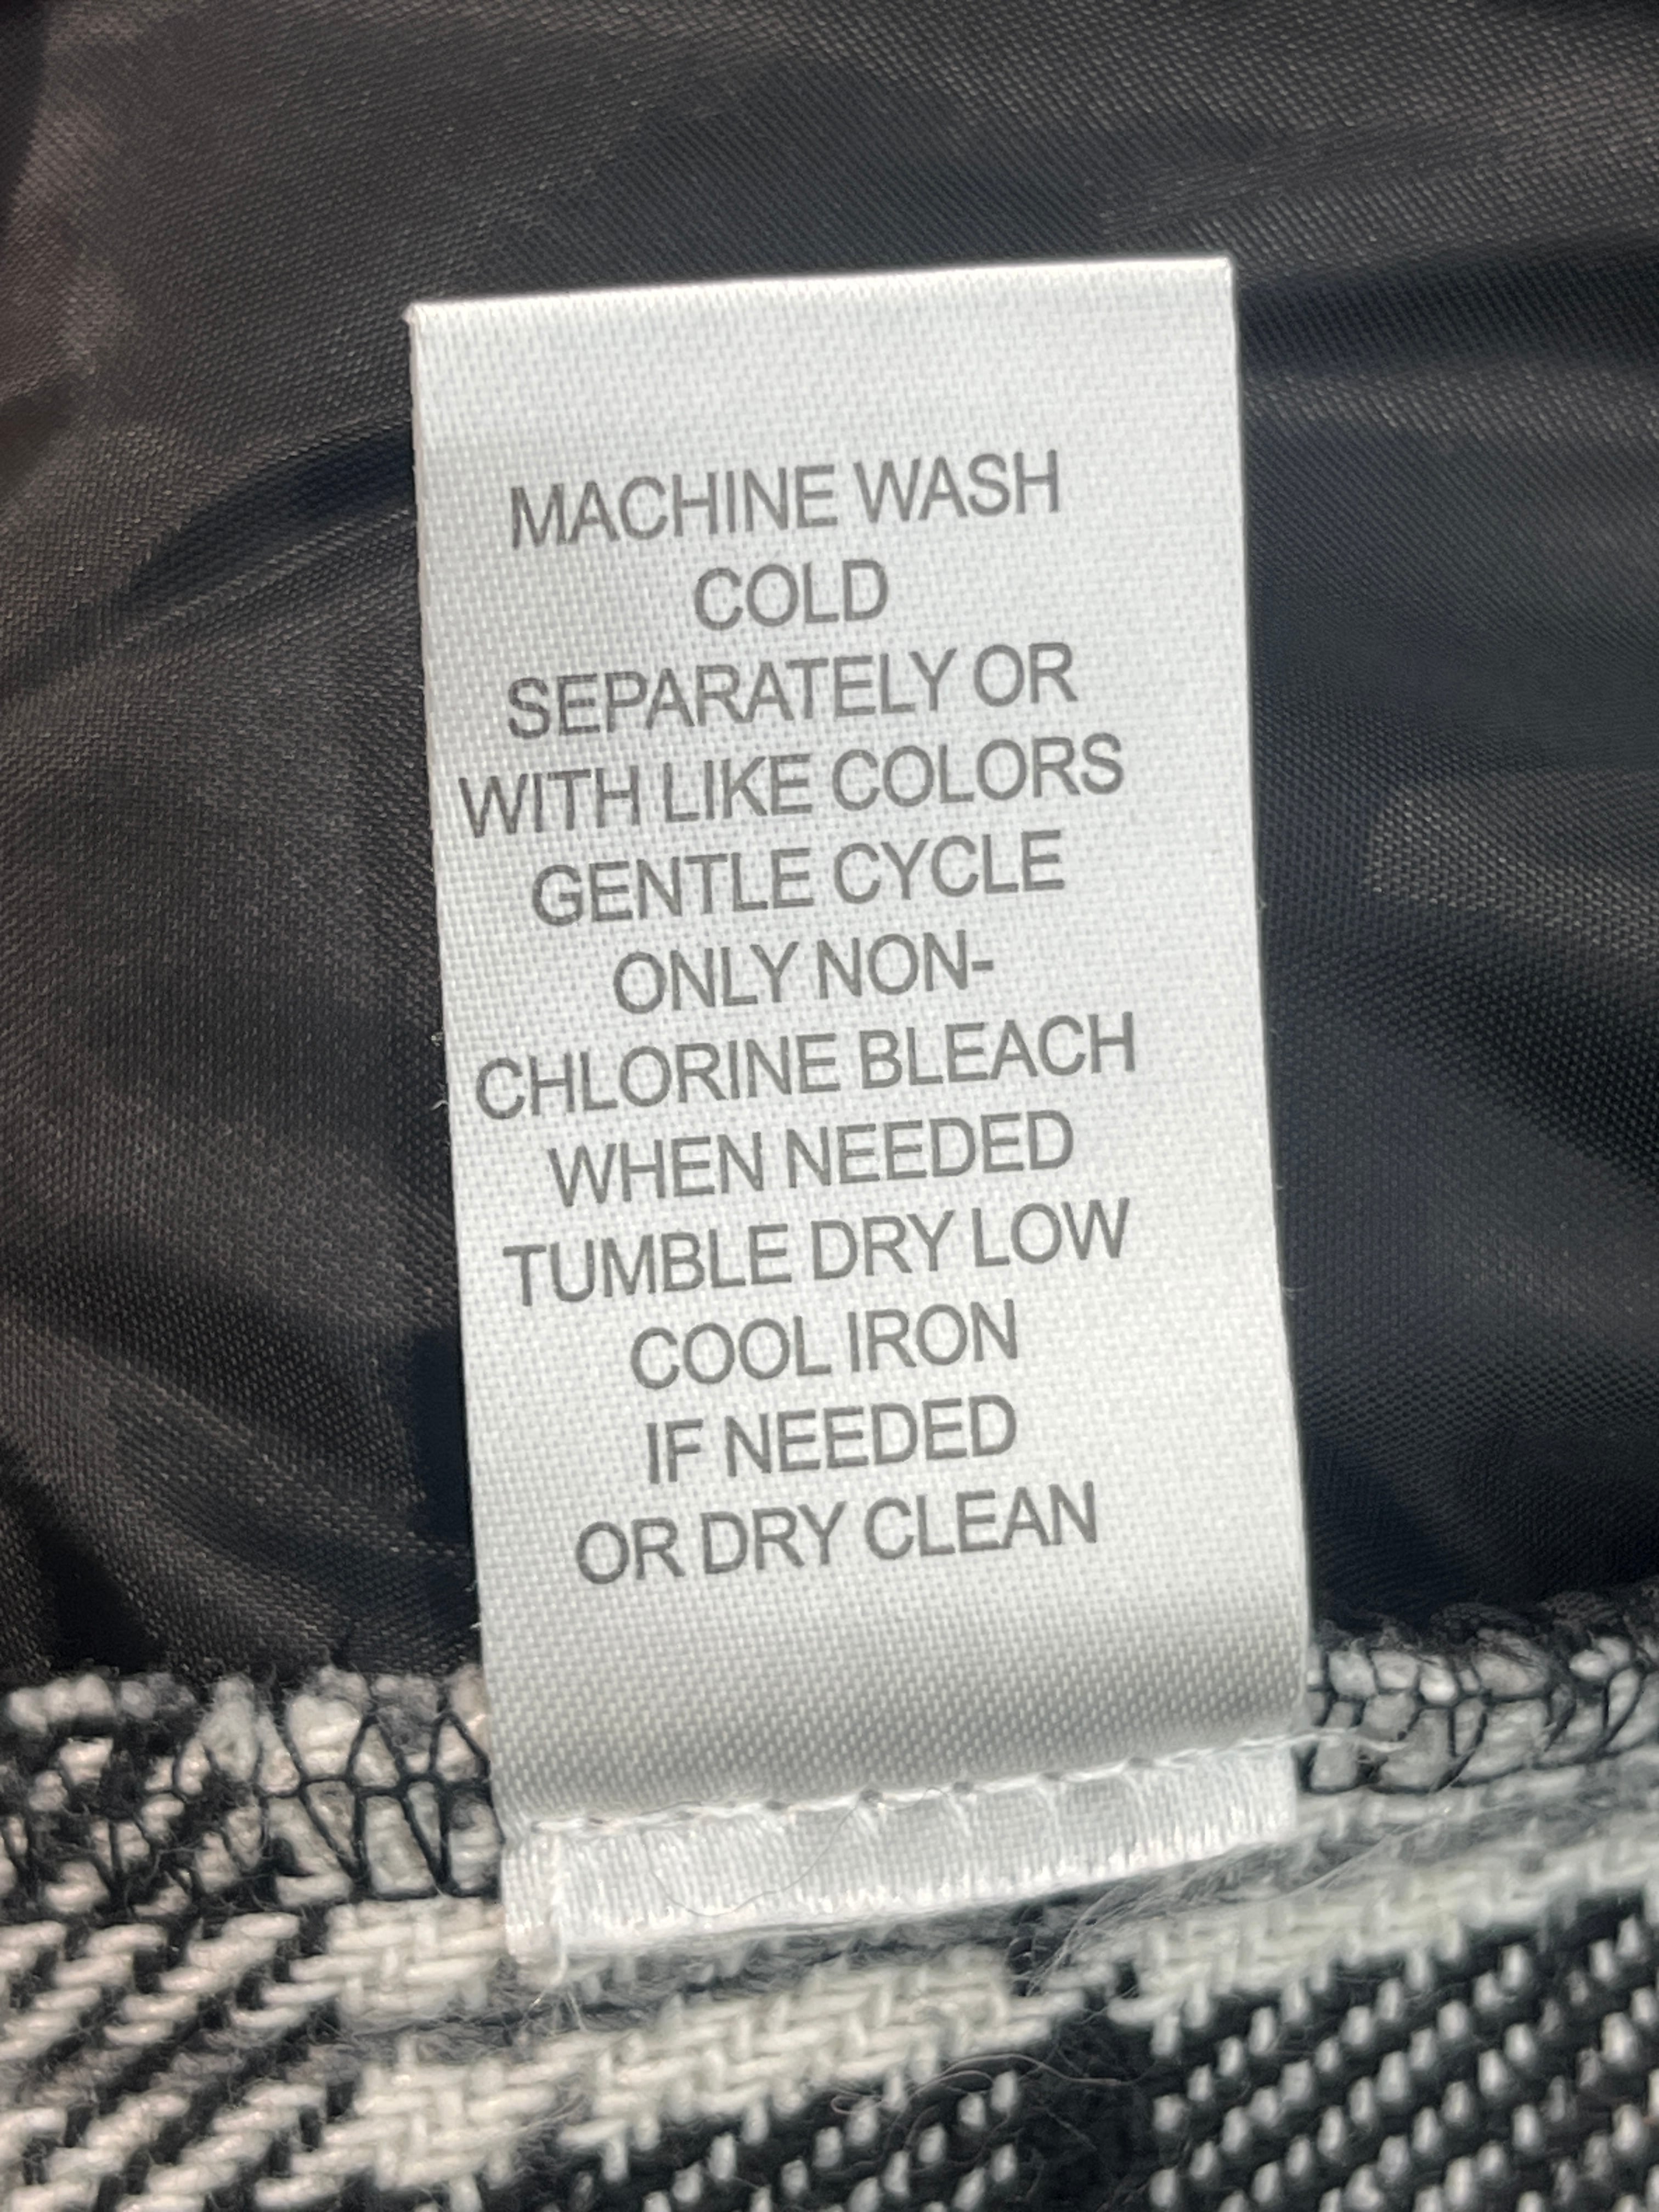 MACHINE WASH
COLD
SEPARATELY OR
WITH LIKE COLORS
GENTLE CYCLE
ONLY NON-
CHLORINE BLEACH
WHEN NEEDED
TUMBLE DRY LOW
COOL IRON
IF NEEDED
OR DRY CLEAN